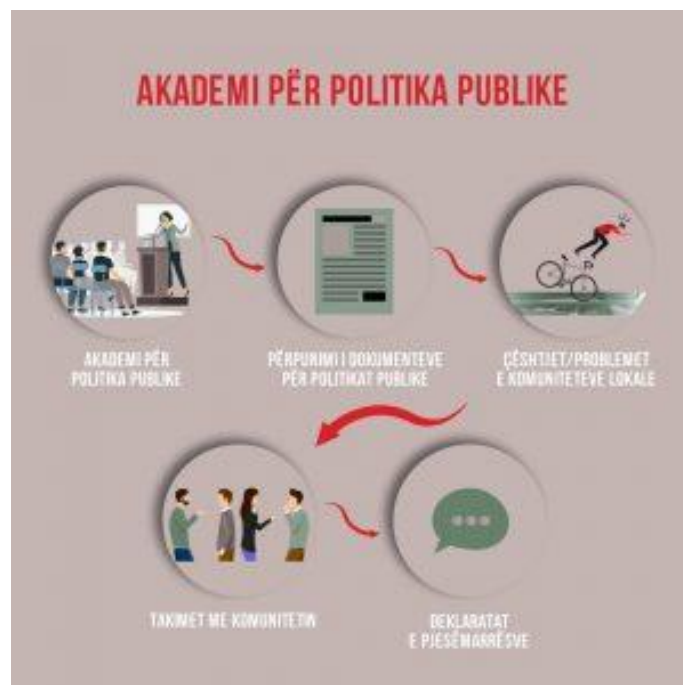 AKADEMI PËR POLITIKA PUBLIKE
AKADEMI PËR
POLITIKA PUBLIKE
PËRPUNIMI I DOKUMENTEVE
PËR POLITIKAT PUBLIKE
ÇËSHTJET/PROBLEMET
E KOMUNITETEVE LOKALE
TAKIMET ME KOMUNITETIN
DEKLARATAT
E PJESËMARRËSVE